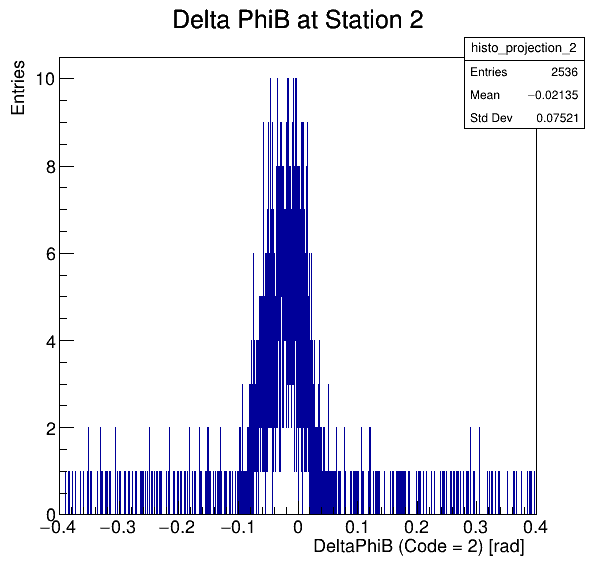 Delta PhiB at Station 2
histo_projection_2
Entries 2536
Mean −0.02135
Std Dev 0.07521
Entries
10
8
6
4
2
0
−0.4 −0.3 −0.2 −0.1 0 0.1 0.2 0.3 0.4
DeltaPhiB (Code = 2) [rad]